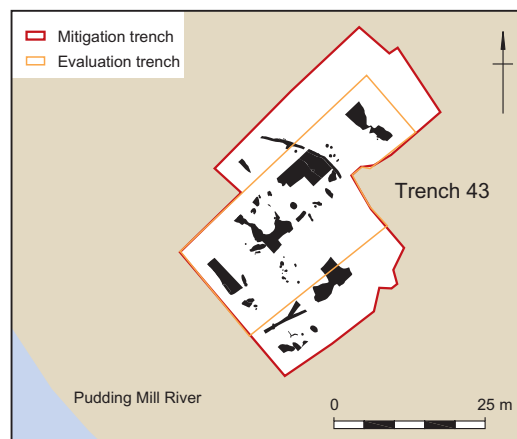 Mitigation trench
Evaluation trench
Trench 43
Pudding Mill River
0 25 m